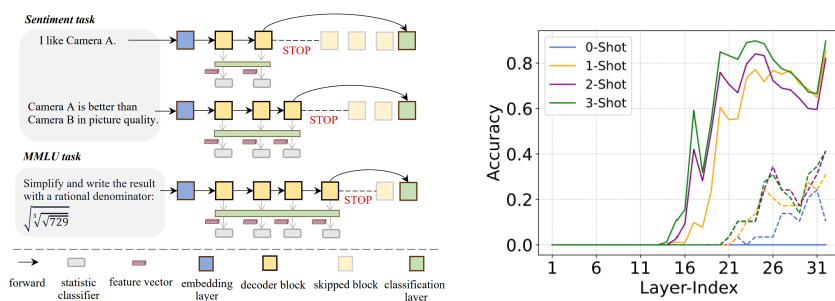 Sentiment task
I like Camera A.
STOP
Camera A is better than
Camera B in picture quality.
STOP
MMLU task
Simplify and write the result
with a rational denominator:
√∛√729
STOP
forward
statistic
classifier
feature vector
embedding
layer
decoder block
skipped block
classification
layer
0-Shot
1-Shot
2-Shot
3-Shot
Accuracy
0.8
0.6
0.4
0.2
0.0
1 6 11 16 21 26 31
Layer-Index